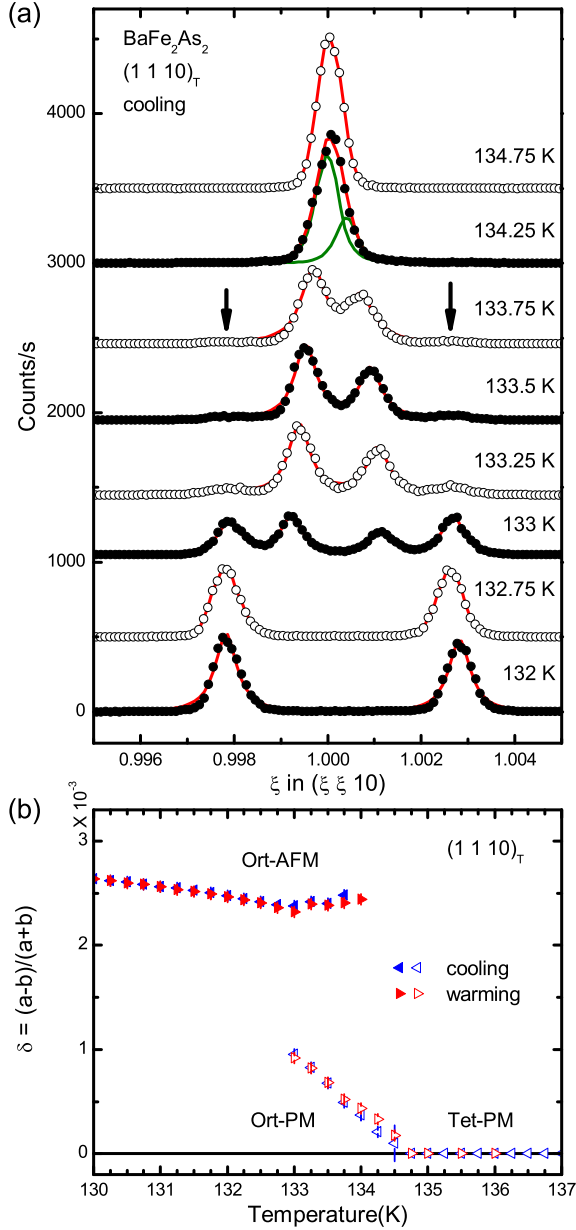 (a)
BaFe₂As₂
(1 1 10)_T
cooling
4000
134.75 K
134.25 K
3000
133.75 K
133.5 K
2000
133.25 K
133 K
1000
132.75 K
132 K
0
Counts/s
0.996 0.998 1.000 1.002 1.004
ξ in (ξ ξ 10)
(b)
3 X 10⁻³
Ort-AFM
(1 1 10)_T
2
cooling
warming
1
Ort-PM
Tet-PM
0
δ = (a-b)/(a+b)
130 131 132 133 134 135 136 137
Temperature(K)